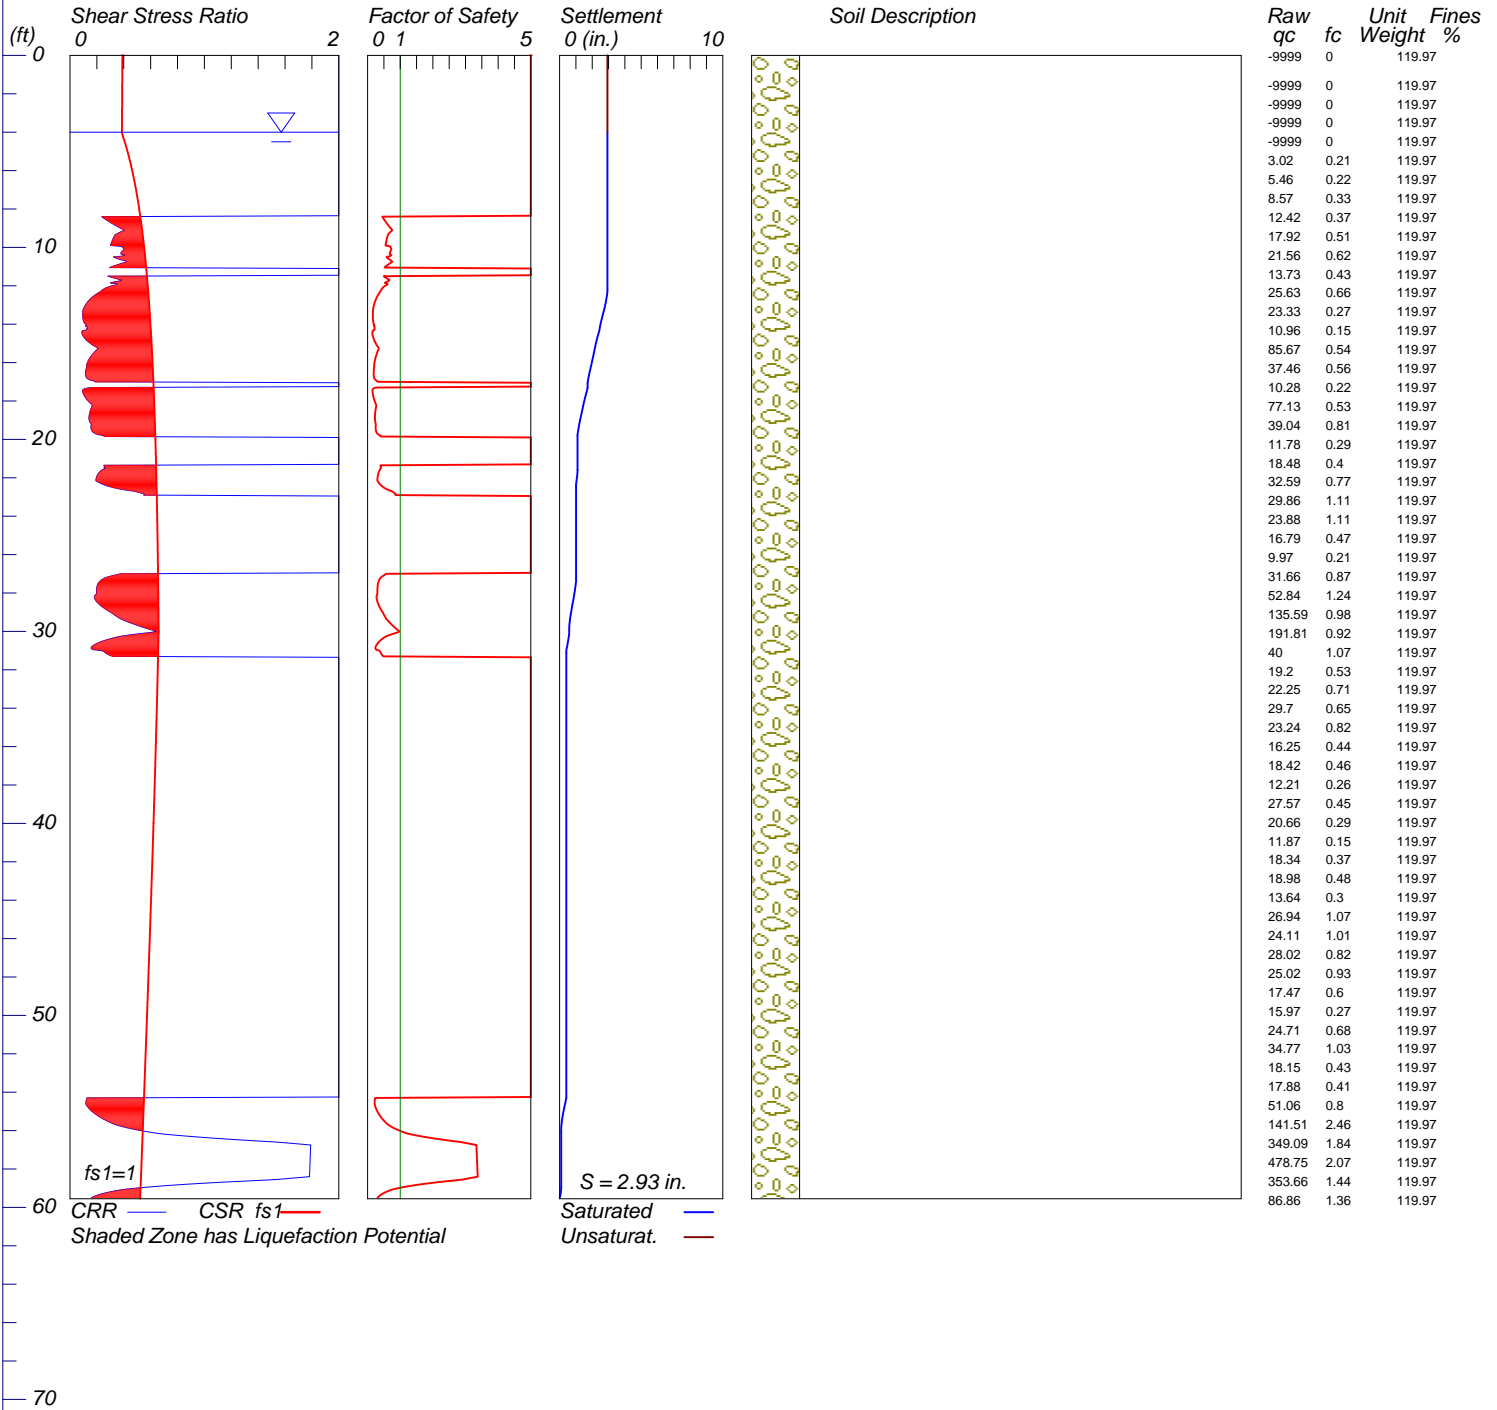 Shear Stress Ratio Factor of Safety Settlement Soil Description Raw Unit Fines
(ft) 0 2 0 1 5 0 (in.) 10 qc fc Weight %
0
-9999 0 119.97
-9999 0 119.97
-9999 0 119.97
-9999 0 119.97
-9999 0 119.97
3.02 0.21 119.97
5.46 0.22 119.97
8.57 0.33 119.97
12.42 0.37 119.97
17.92 0.51 119.97
10
21.56 0.62 119.97
13.73 0.43 119.97
25.63 0.66 119.97
23.33 0.27 119.97
10.96 0.15 119.97
85.67 0.54 119.97
37.46 0.56 119.97
10.28 0.22 119.97
77.13 0.53 119.97
39.04 0.81 119.97
20
11.78 0.29 119.97
18.48 0.4 119.97
32.59 0.77 119.97
29.86 1.11 119.97
23.88 1.11 119.97
16.79 0.47 119.97
9.97 0.21 119.97
31.66 0.87 119.97
52.84 1.24 119.97
135.59 0.98 119.97
30
191.81 0.92 119.97
40 1.07 119.97
19.2 0.53 119.97
22.25 0.71 119.97
29.7 0.65 119.97
23.24 0.82 119.97
16.25 0.44 119.97
18.42 0.46 119.97
12.21 0.26 119.97
27.57 0.45 119.97
40
20.66 0.29 119.97
11.87 0.15 119.97
18.34 0.37 119.97
18.98 0.48 119.97
13.64 0.3 119.97
26.94 1.07 119.97
24.11 1.01 119.97
28.02 0.82 119.97
25.02 0.93 119.97
17.47 0.6 119.97
50
15.97 0.27 119.97
24.71 0.68 119.97
34.77 1.03 119.97
18.15 0.43 119.97
17.88 0.41 119.97
51.06 0.8 119.97
141.51 2.46 119.97
349.09 1.84 119.97
478.75 2.07 119.97
fs1=1 S = 2.93 in.
353.66 1.44 119.97
86.86 1.36 119.97
60
CRR CSR fs1 Saturated
Shaded Zone has Liquefaction Potential Unsaturat.
70